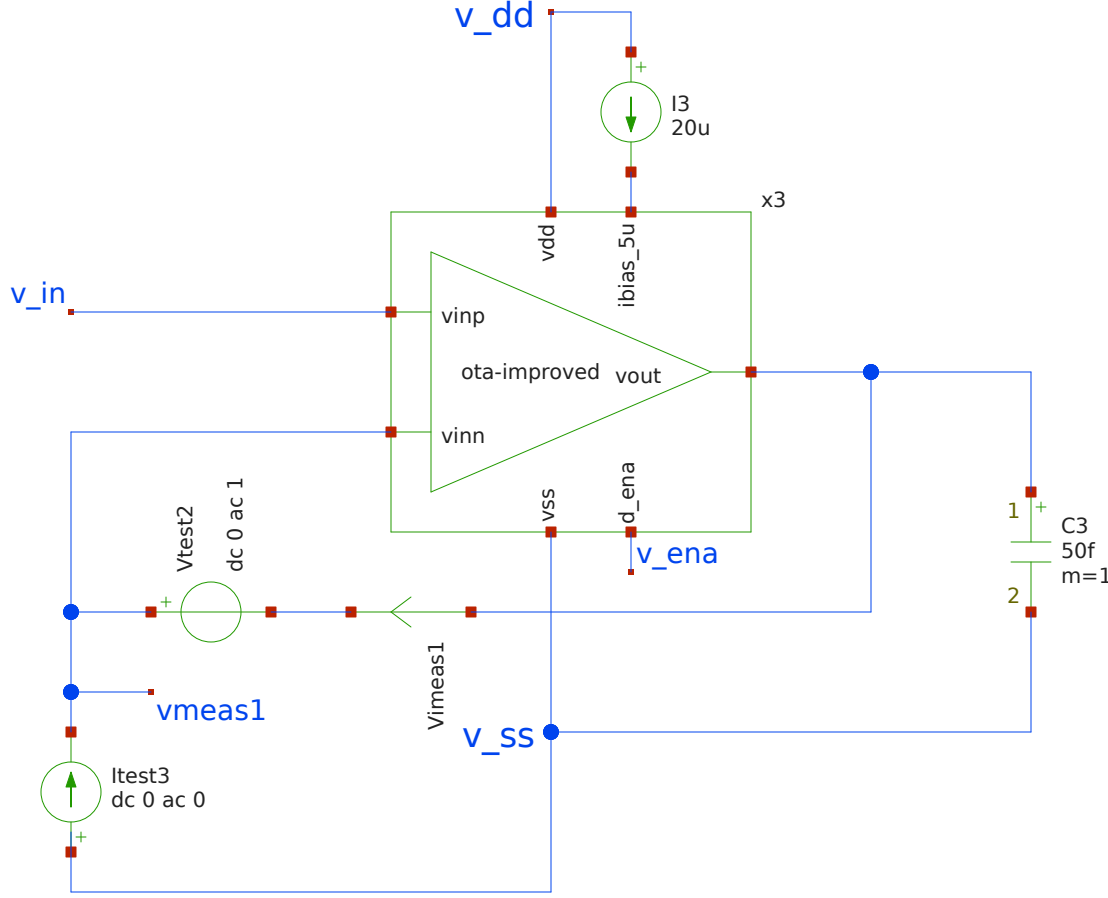 v_dd
+
I3
20u
x3
vdd
ibias_5u
v_in
vinp
ota-improved
vout
vinn
vss
d_ena
v_ena
Vtest2
dc 0 ac 1
+
1
+
C3
50f
m=1
2
Vimeas1
vmeas1
v_ss
Itest3
dc 0 ac 0
+